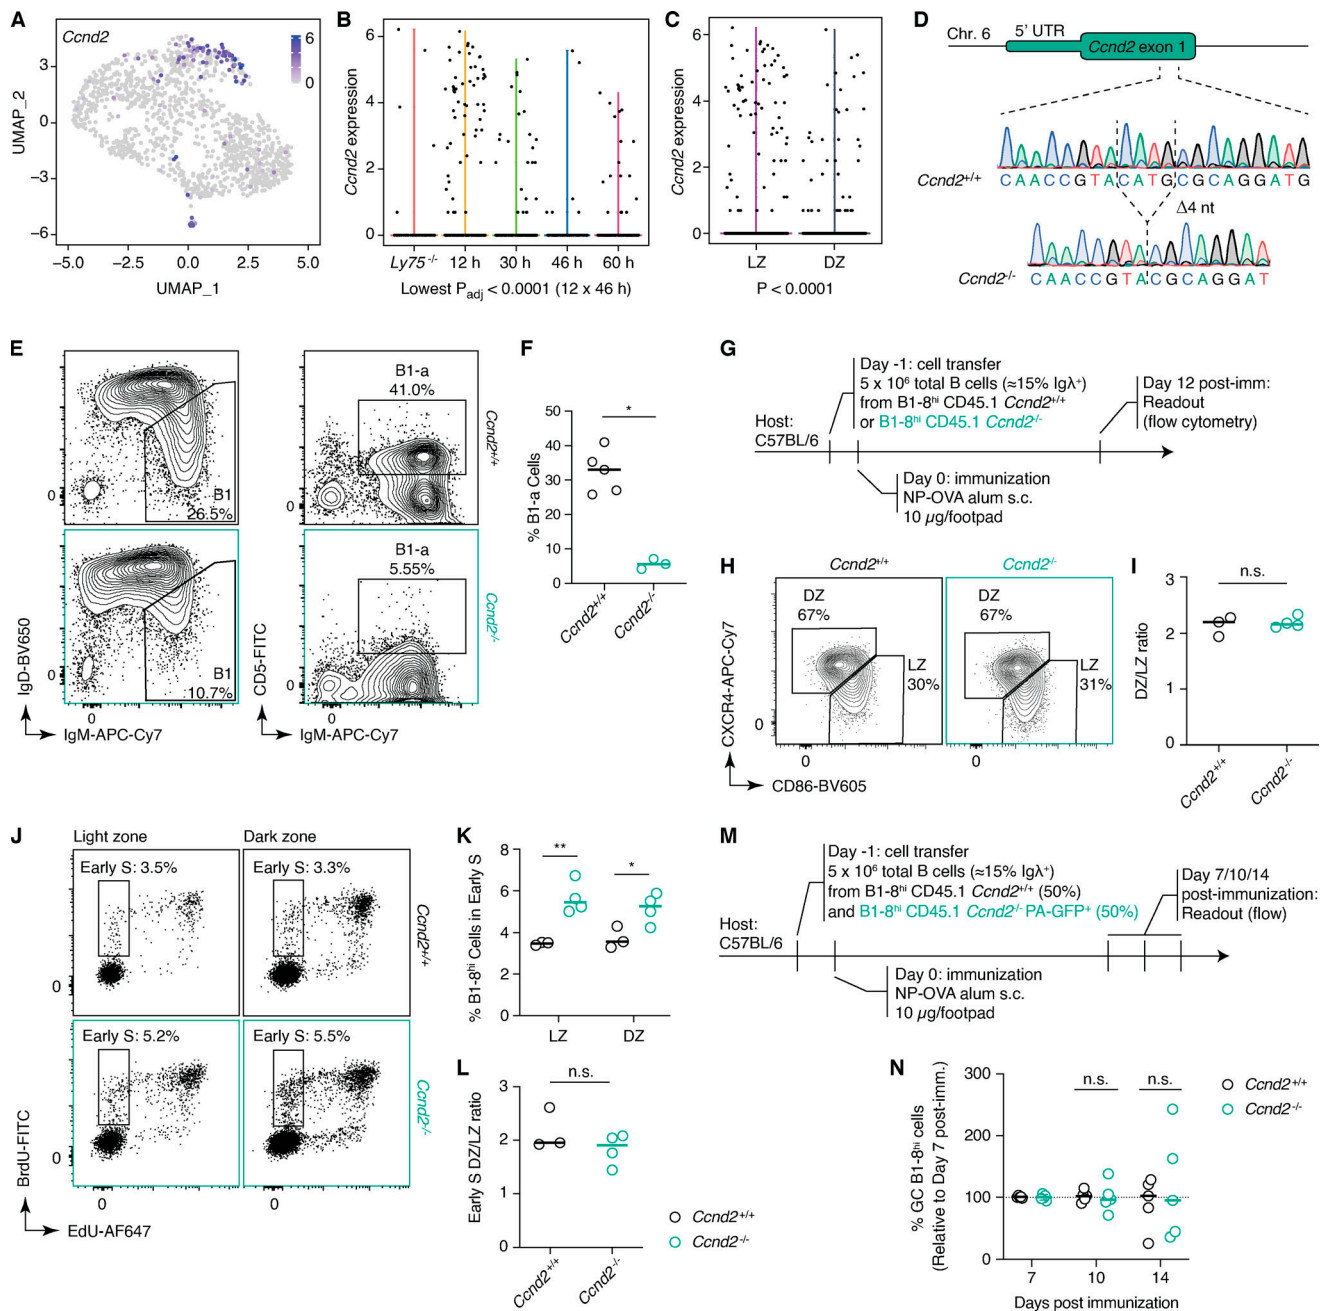 A
Ccnd2
6
0
3
0
−3
−6
UMAP_2
−5.0 −2.5 0.0 2.5 5.0
UMAP_1
B
Ccnd2 expression
6
4
2
0
Ly75-/- 12 h 30 h 46 h 60 h
Lowest Padj < 0.0001 (12 x 46 h)
C
Ccnd2 expression
6
4
2
0
LZ DZ
P < 0.0001
D
Chr. 6
5' UTR
Ccnd2 exon 1
Ccnd2+/+
CAACCGTACATGCGCAGGATG
Δ4 nt
Ccnd2-/-
CAACCGTACGCAGGAT
E
B1
26.5%
0
B1-a
41.0%
0
Ccnd2+/+
B1
10.7%
0
0
IgD-BV650
IgM-APC-Cy7
B1-a
5.55%
0
0
CD5-FITC
IgM-APC-Cy7
Ccnd2-/-
F
% B1-a Cells
50
40
30
20
10
0
*
Ccnd2+/+
Ccnd2-/-
G
Host:
C57BL/6
Day -1: cell transfer
5 x 10⁶ total B cells (≈15% Igλ+)
from B1-8hi CD45.1 Ccnd2+/+
or B1-8hi CD45.1 Ccnd2-/-
Day 0: immunization
NP-OVA alum s.c.
10 µg/footpad
Day 12 post-imm:
Readout
(flow cytometry)
H
Ccnd2+/+
DZ
67%
LZ
30%
Ccnd2-/-
DZ
67%
LZ
31%
0
0
0
CXCR4-APC-Cy7
CD86-BV605
I
DZ/LZ ratio
3
2
1
0
n.s.
Ccnd2+/+
Ccnd2-/-
J
Light zone
Dark zone
Early S: 3.5%
Early S: 3.3%
0
Ccnd2+/+
Early S: 5.2%
Early S: 5.5%
0
Ccnd2-/-
0
0
BrdU-FITC
EdU-AF647
K
% B1-8hi Cells in Early S
8
6
4
2
0
**
*
LZ DZ
L
Early S DZ/LZ ratio
3
2
1
0
n.s.
Ccnd2+/+
Ccnd2-/-
Ccnd2+/+
Ccnd2-/-
M
Host:
C57BL/6
Day -1: cell transfer
5 x 10⁶ total B cells (≈15% Igλ+)
from B1-8hi CD45.1 Ccnd2+/+ (50%)
and B1-8hi CD45.1 Ccnd2-/- PA-GFP+ (50%)
Day 0: immunization
NP-OVA alum s.c.
10 µg/footpad
Day 7/10/14
post-immunization:
Readout (flow)
N
% GC B1-8hi cells
(Relative to Day 7 post-imm.)
300
200
100
0
n.s.
n.s.
7 10 14
Days post immunization
Ccnd2+/+
Ccnd2-/-